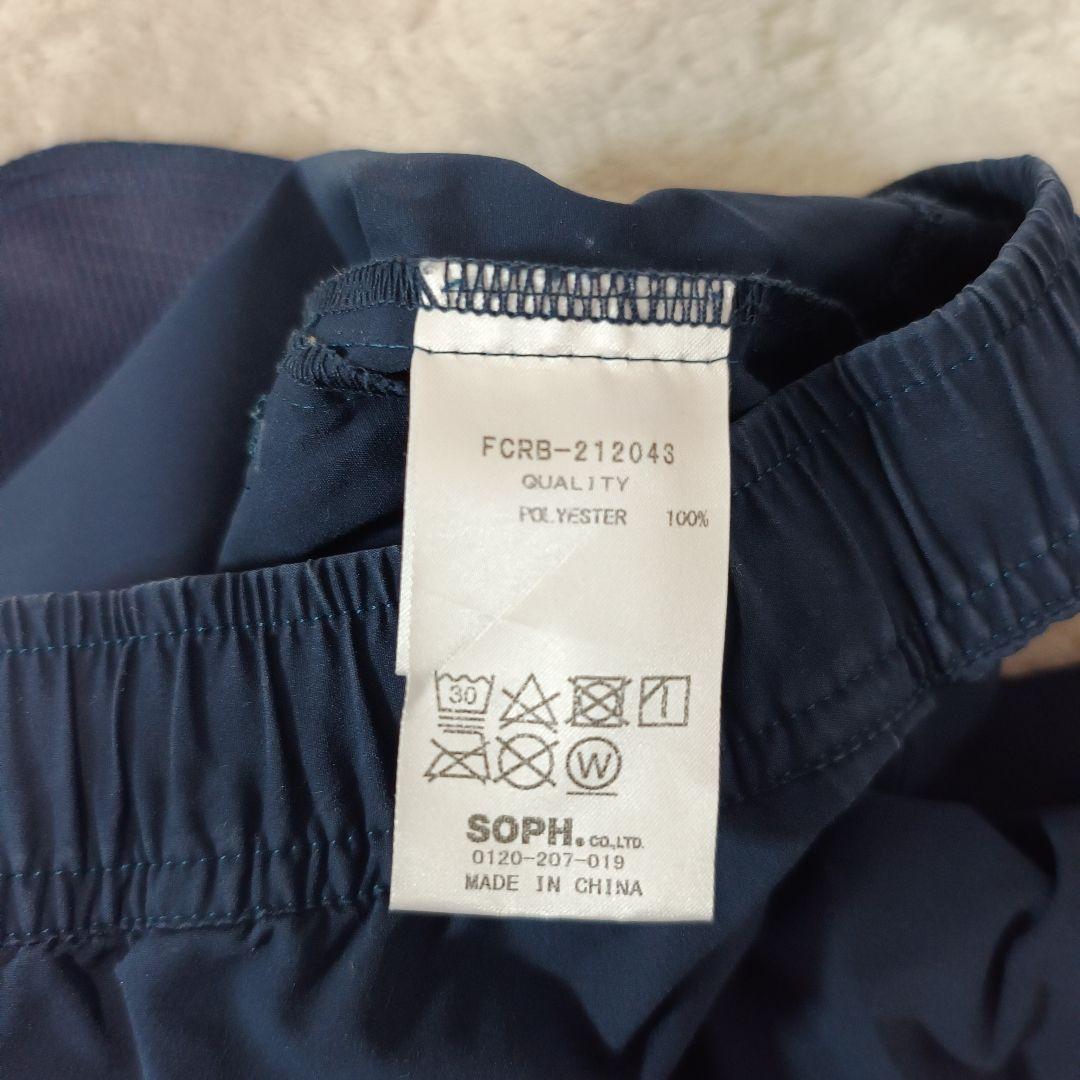 FCRB-212043
QUALITY
POLYESTER 100%
30
W
SOPH. CO.,LTD.
0120-207-019
MADE IN CHINA